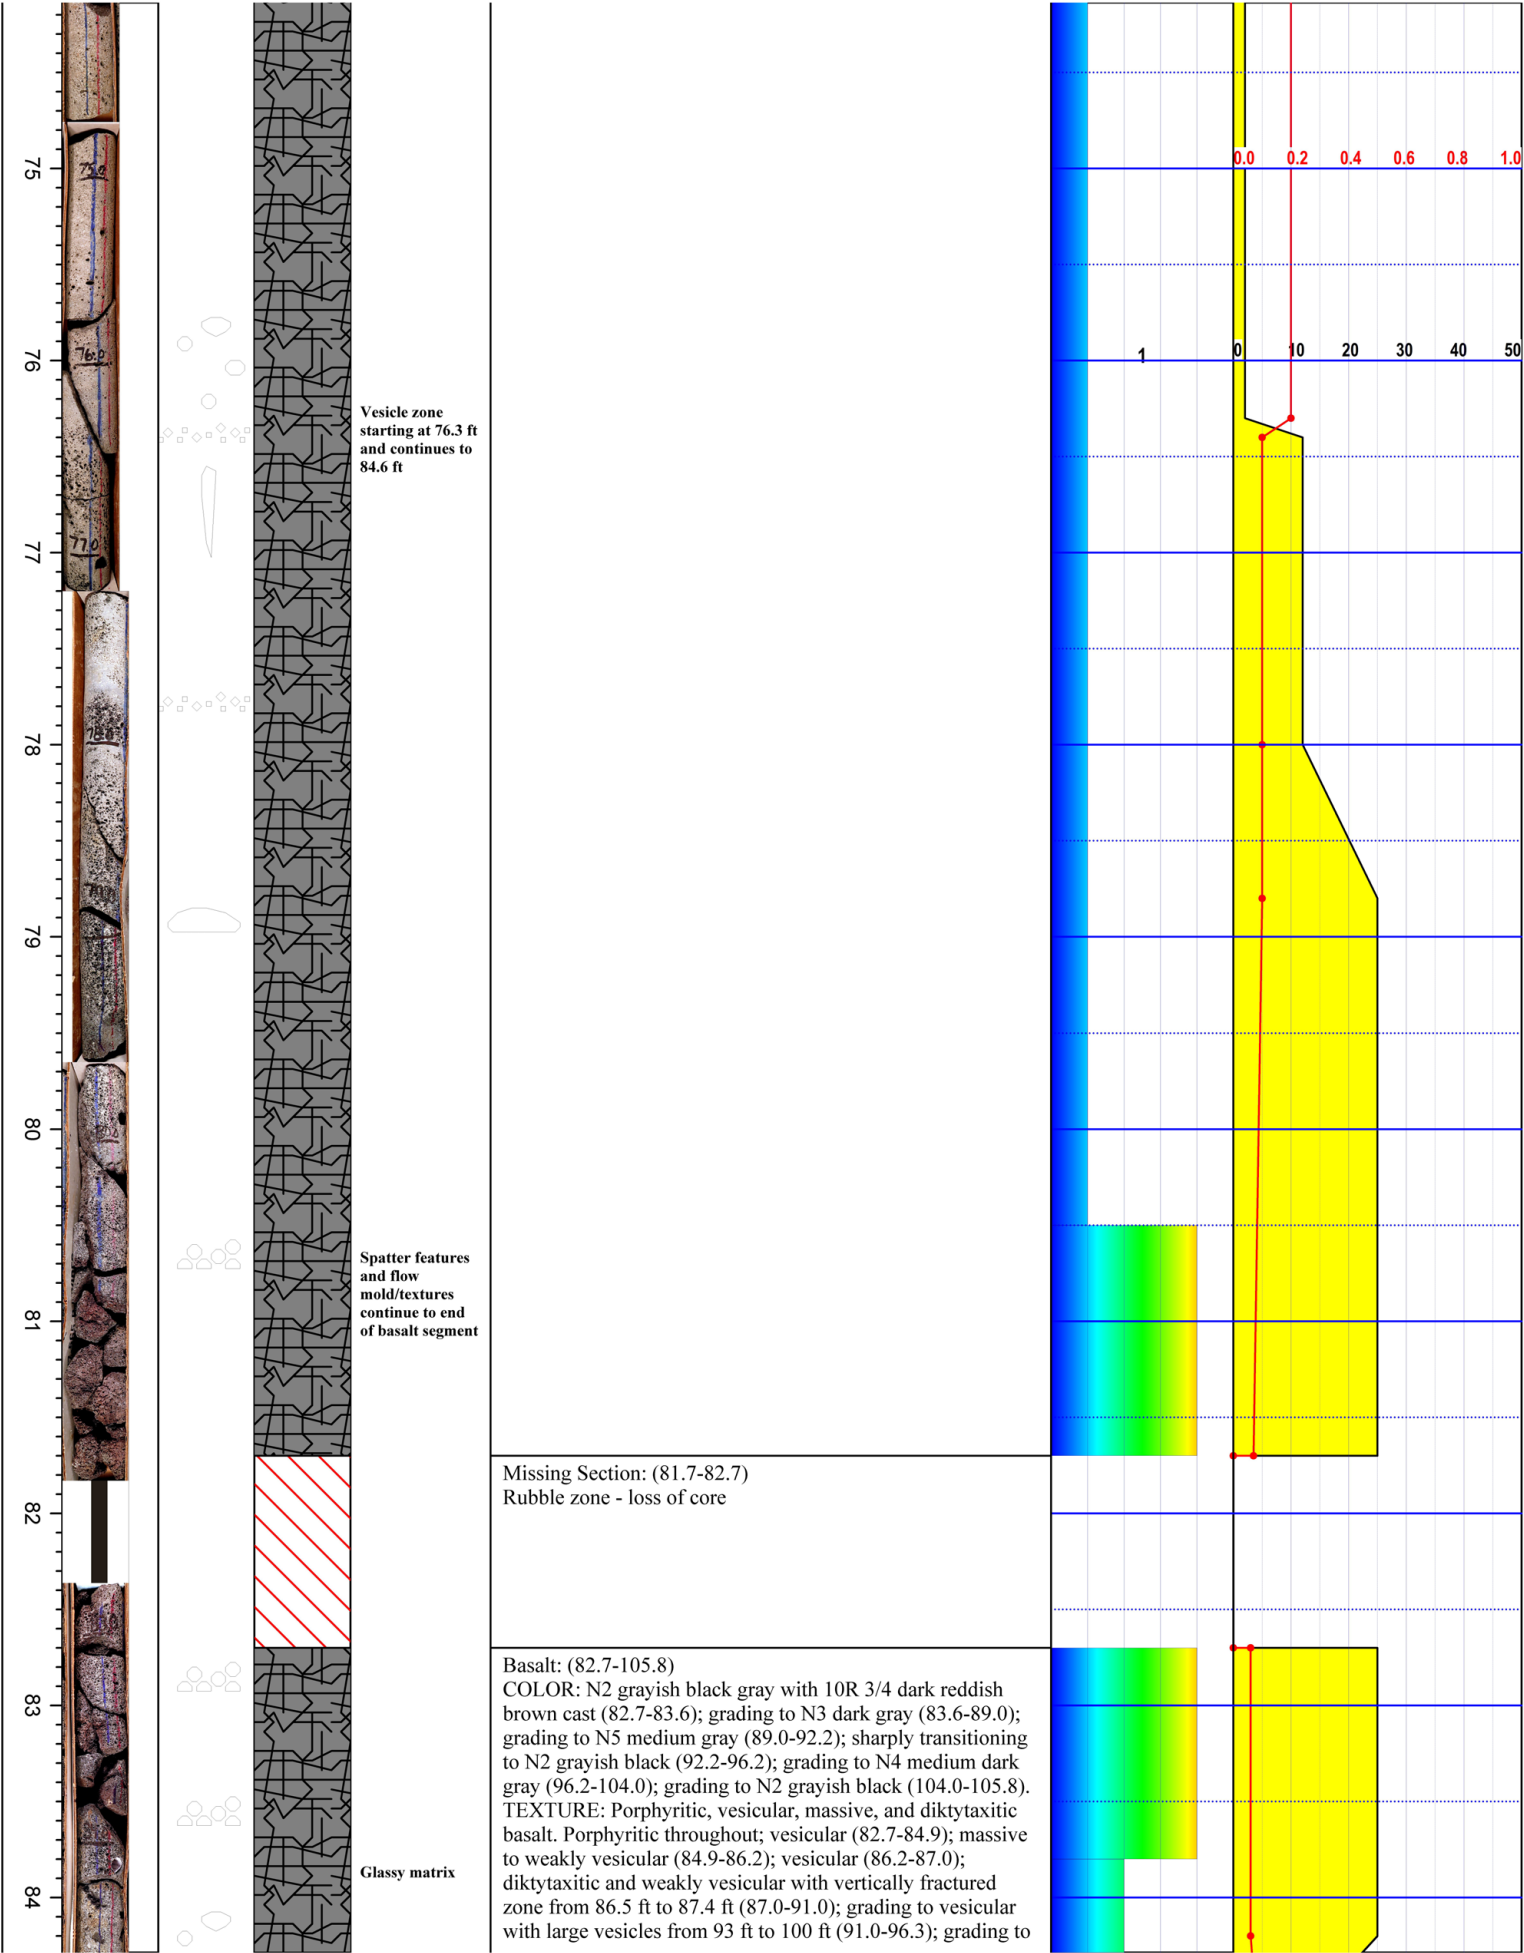 75
75.0
0.0 0.2 0.4 0.6 0.8 1.0
76
76.0
1
0 10 20 30 40 50
Vesicle zone
starting at 76.3 ft
and continues to
84.6 ft
77
77.0
78
78.0
79
80
Spatter features
and flow
mold/textures
continue to end
of basalt segment
81
Missing Section: (81.7-82.7)
Rubble zone - loss of core
82
Basalt: (82.7-105.8)
COLOR: N2 grayish black gray with 10R 3/4 dark reddish
brown cast (82.7-83.6); grading to N3 dark gray (83.6-89.0);
grading to N5 medium gray (89.0-92.2); sharply transitioning
to N2 grayish black (92.2-96.2); grading to N4 medium dark
gray (96.2-104.0); grading to N2 grayish black (104.0-105.8).
TEXTURE: Porphyritic, vesicular, massive, and diktytaxitic
basalt. Porphyritic throughout; vesicular (82.7-84.9); massive
to weakly vesicular (84.9-86.2); vesicular (86.2-87.0);
diktytaxitic and weakly vesicular with vertically fractured
zone from 86.5 ft to 87.4 ft (87.0-91.0); grading to vesicular
with large vesicles from 93 ft to 100 ft (91.0-96.3); grading to
83
Glassy matrix
84